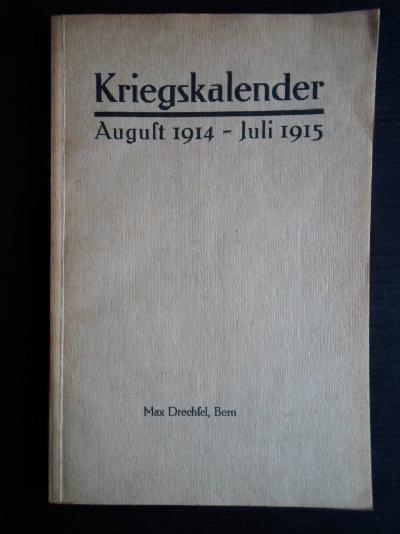 Kriegskalender
Auguſt 1914 - Juli 1915
Max Drechſel, Bern